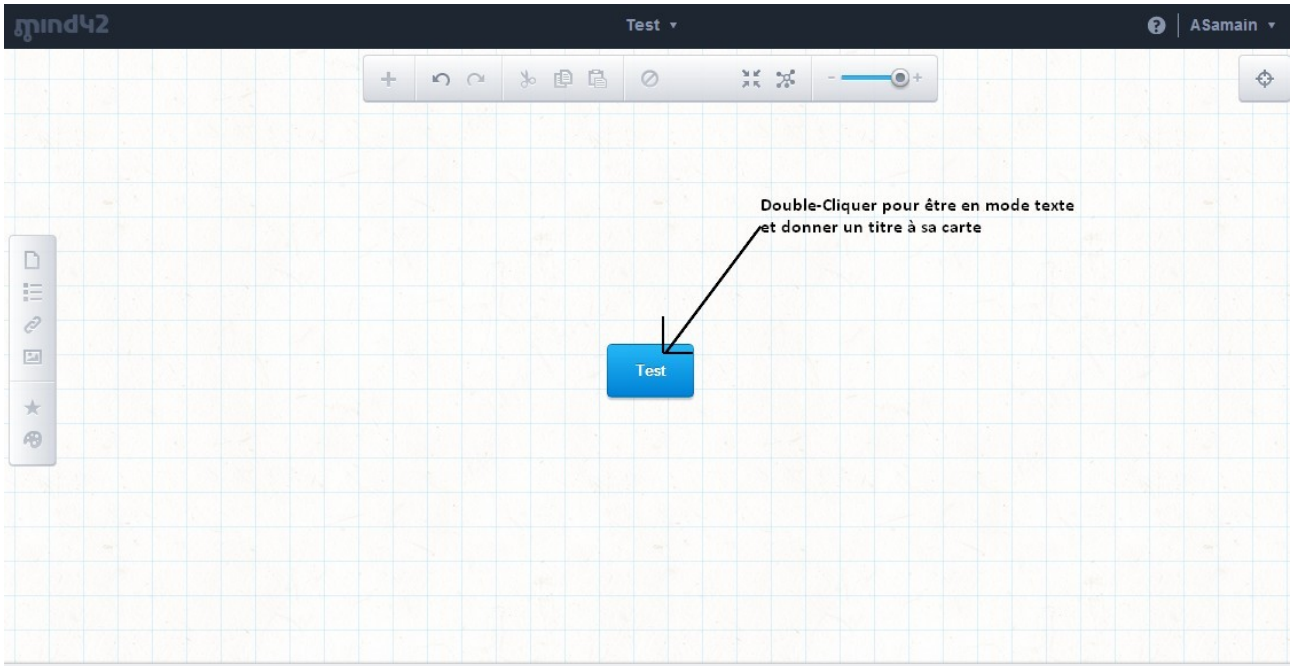 mind42
Test
ASamain
Double-Cliquer pour être en mode texte
et donner un titre à sa carte
Test